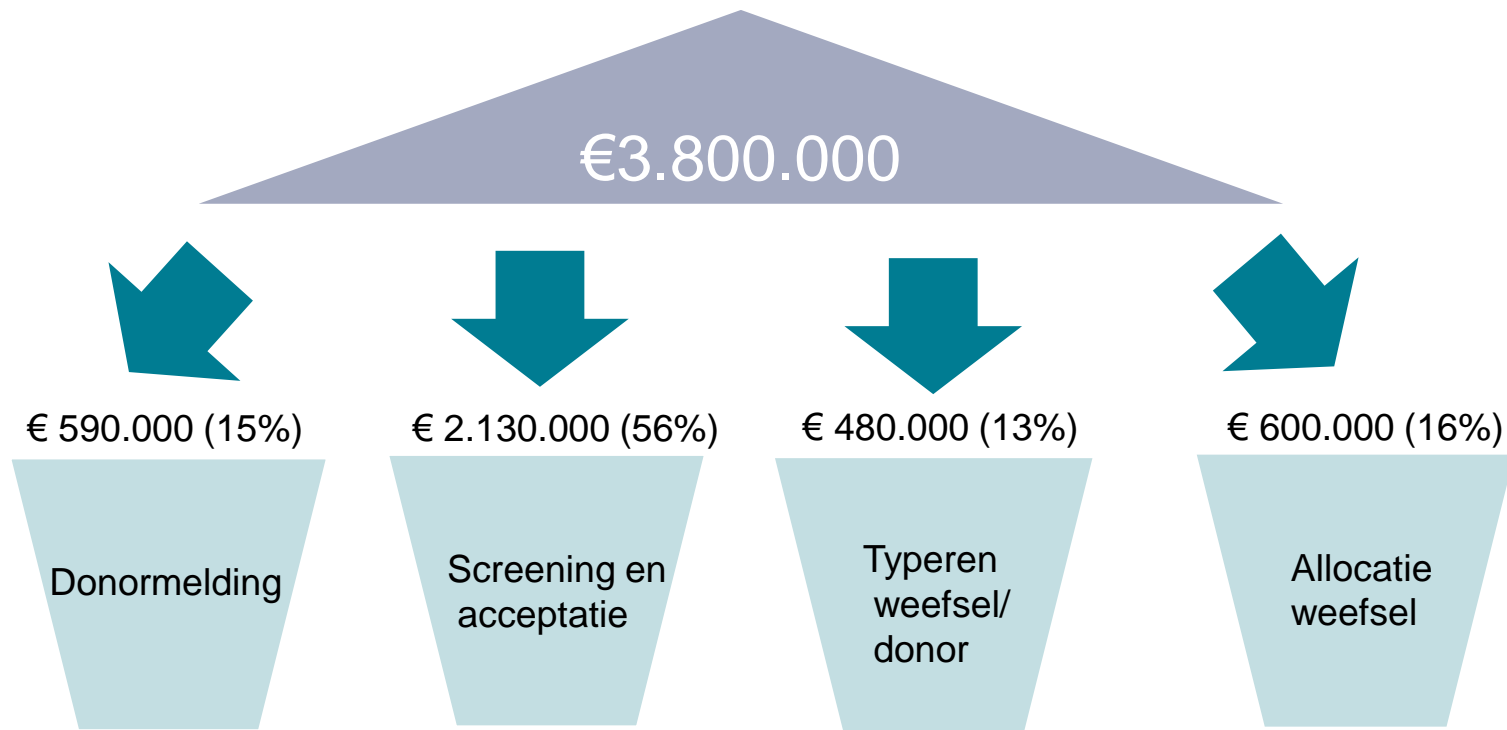 €3.800.000
€ 590.000 (15%)
€ 2.130.000 (56%)
€ 480.000 (13%)
€ 600.000 (16%)
Donormelding
Screening en
acceptatie
Typeren
weefsel/
donor
Allocatie
weefsel